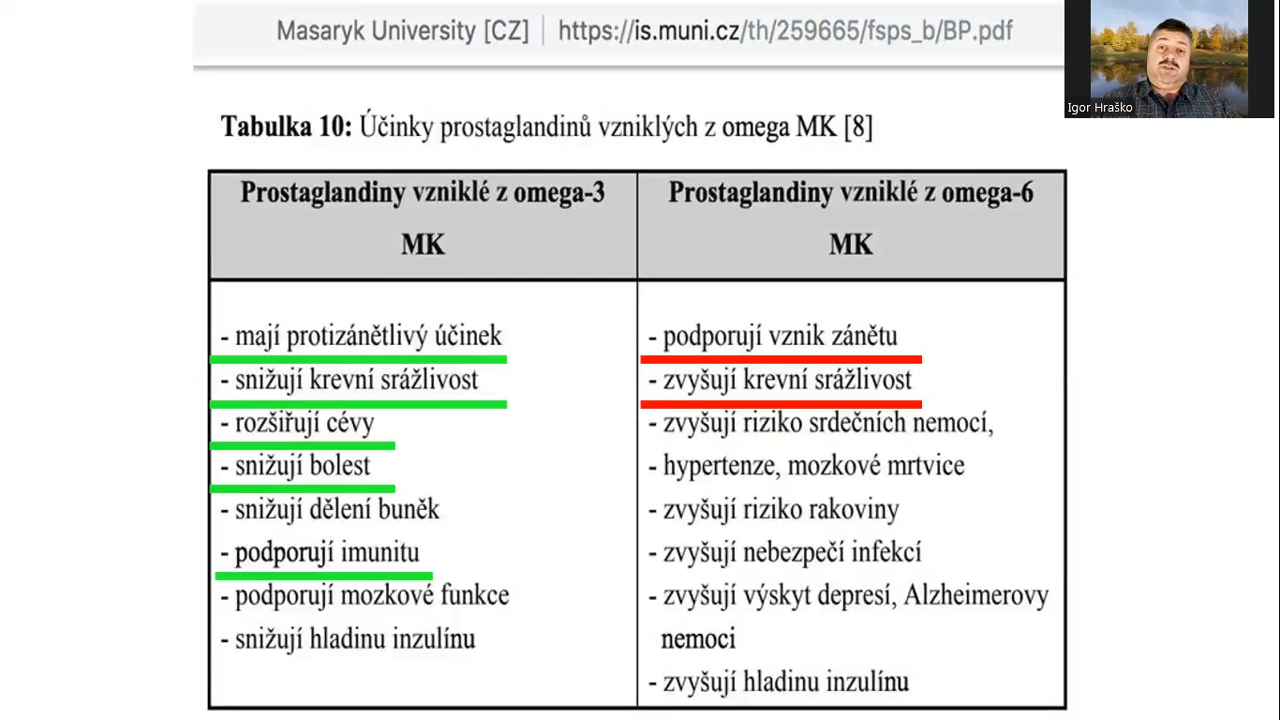 Masaryk University [CZ] | https://is.muni.cz/th/259665/fsps_b/BP.pdf
Igor Hraško
Tabulka 10: Účinky prostaglandinů vzniklých z omega MK [8]
Prostaglandiny vzniklé z omega-3
MK
- mají protizánětlivý účinek
- snižují krevní srážlivost
- rozšiřují cévy
- snižují bolest
- snižují dělení buněk
- podporují imunitu
- podporují mozkové funkce
- snižují hladinu inzulínu
Prostaglandiny vzniklé z omega-6
MK
- podporují vznik zánětu
- zvyšují krevní srážlivost
- zvyšují riziko srdečních nemocí,
- hypertenze, mozkové mrtvice
- zvyšují riziko rakoviny
- zvyšují nebezpečí infekcí
- zvyšují výskyt depresí, Alzheimerovy
nemoci
- zvyšují hladinu inzulínu